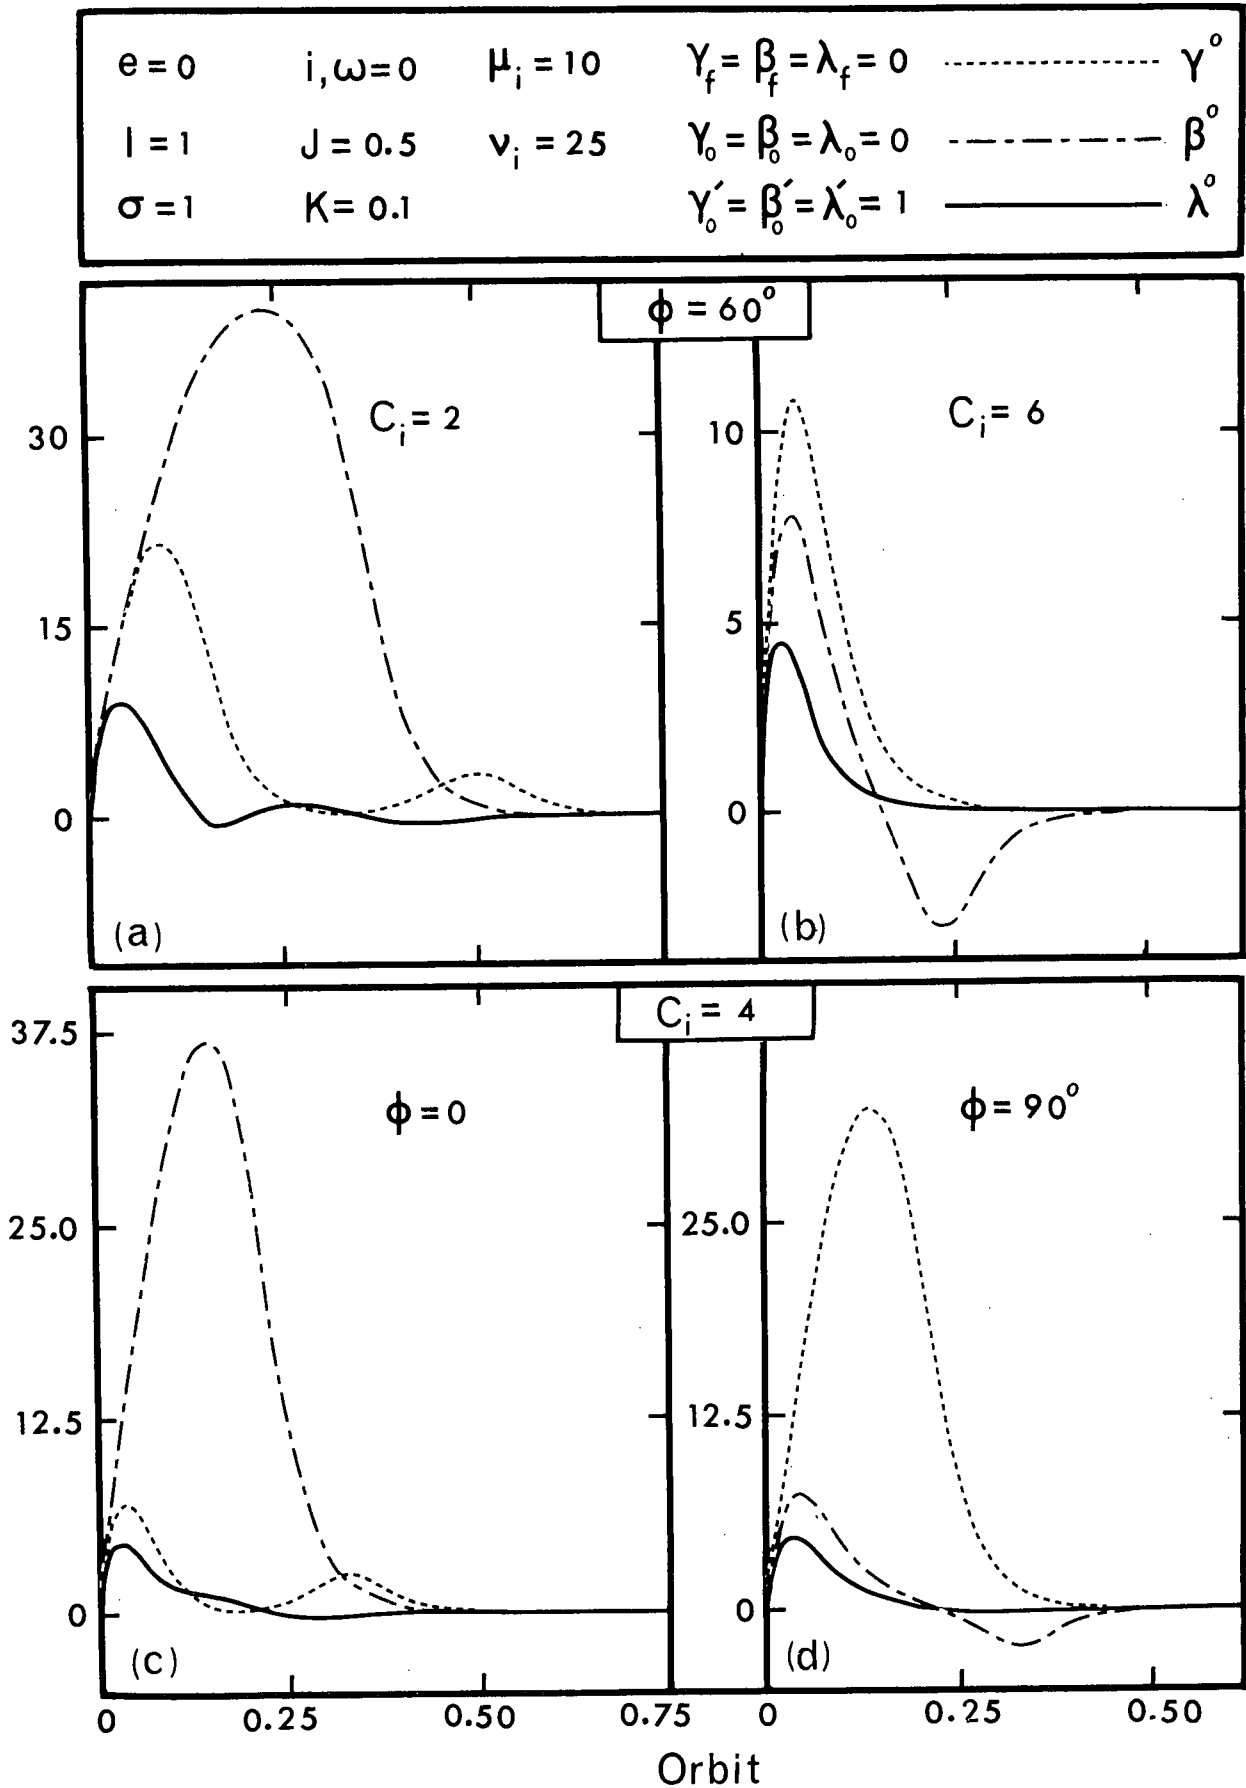 e = 0 i, ω = 0 μᵢ = 10 γ_f = β_f = λ_f = 0 γ°
I = 1 J = 0.5 νᵢ = 25 γ₀ = β₀ = λ₀ = 0 β°
σ = 1 K = 0.1 γ₀′ = β₀′ = λ₀′ = 1 λ°
ϕ = 60°
Cᵢ = 2
30
15
0
(a)
Cᵢ = 6
10
5
0
(b)
Cᵢ = 4
37.5
ϕ = 0
25.0
12.5
0
(c)
ϕ = 90°
25.0
12.5
0
(d)
0 0.25 0.50 0.75 0 0.25 0.50
Orbit